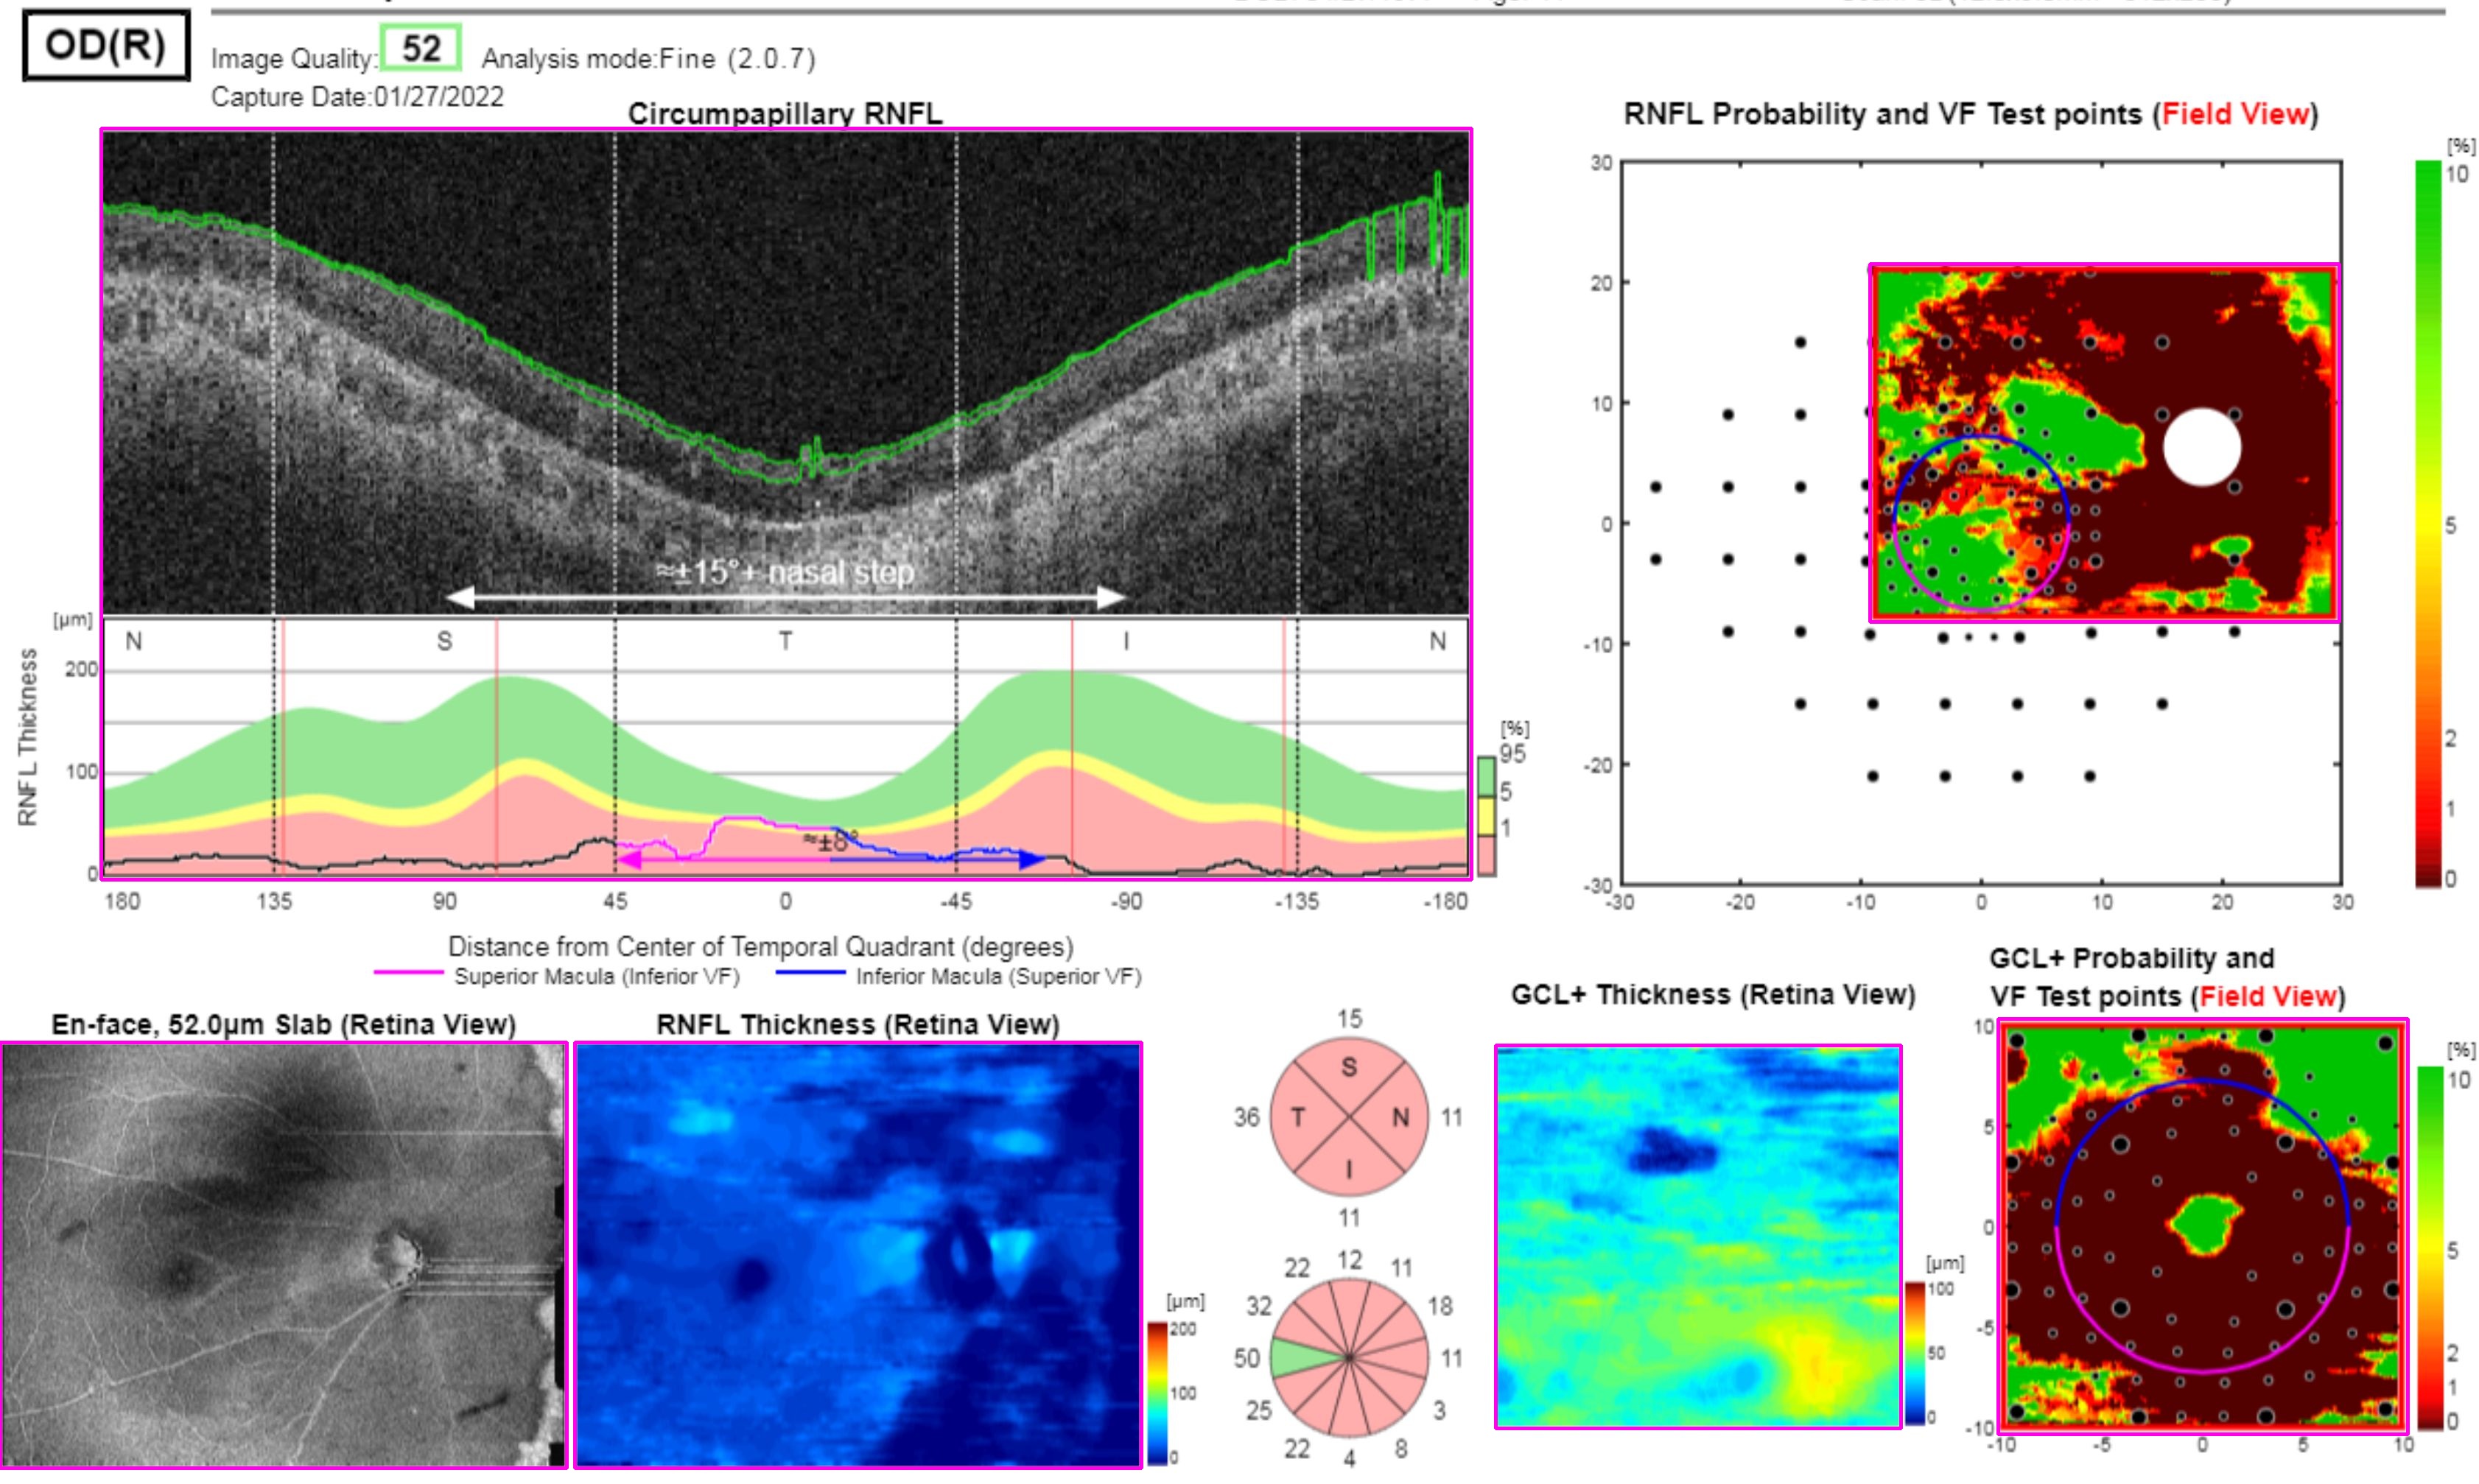 OD(R)
Image Quality: 52 Analysis mode:Fine (2.0.7)
Capture Date:01/27/2022
Circumpapillary RNFL
≈±15°+ nasal step
[µm]
RNFL Thickness
200
100
0
N S T I N
≈±8°
[%]
95
5
1
180 135 90 45 0 -45 -90 -135 -180
Distance from Center of Temporal Quadrant (degrees)
Superior Macula (Inferior VF) Inferior Macula (Superior VF)
RNFL Probability and VF Test points (Field View)
30
20
10
0
-10
-20
-30
-30 -20 -10 0 10 20 30
[%]
10
5
2
1
0
En-face, 52.0µm Slab (Retina View)
RNFL Thickness (Retina View)
[µm]
200
100
0
15
S
36 T N 11
I
11
12
22 11
32 18
50 11
25 3
22 8
4
GCL+ Thickness (Retina View)
[µm]
100
50
0
GCL+ Probability and
VF Test points (Field View)
10
5
0
-5
-10
-10 -5 0 5 10
[%]
10
5
2
1
0